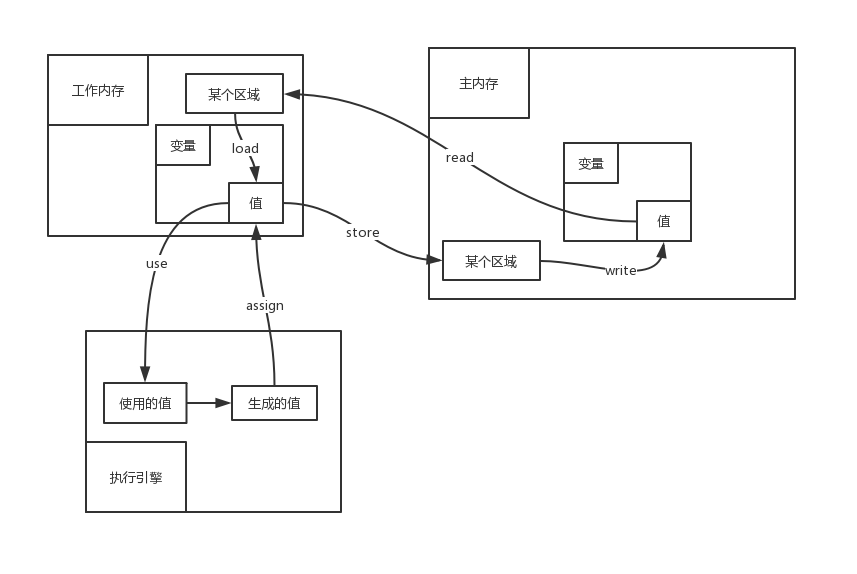 工作内存
某个区域
变量
load
值
use
assign
store
read
主内存
变量
值
某个区域
write
使用的值
生成的值
执行引擎